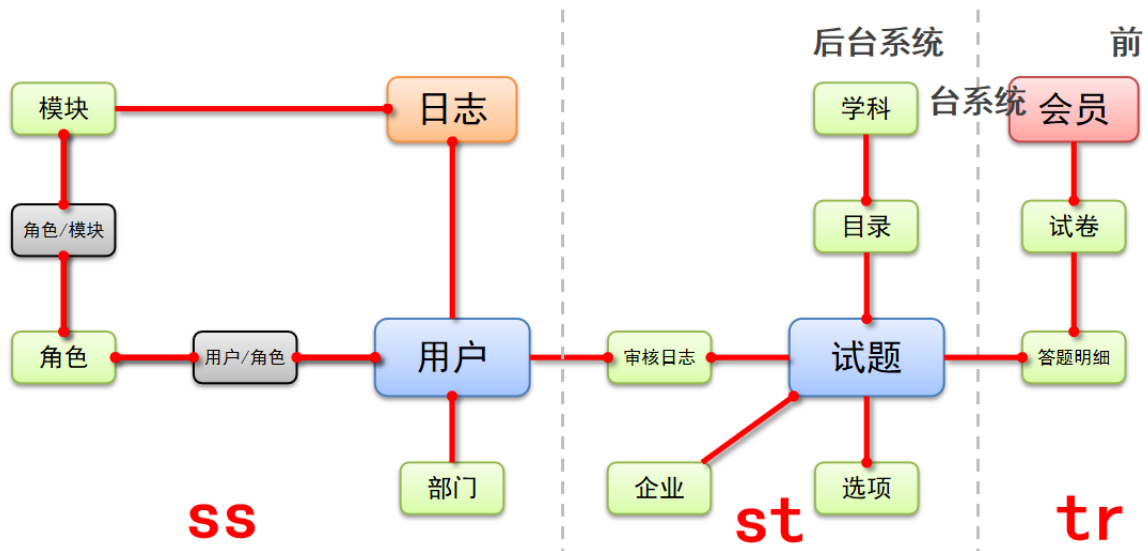 后台系统
前
台系统
模块
日志
学科
会员
角色/模块
目录
试卷
角色
用户/角色
用户
审核日志
试题
答题明细
部门
企业
选项
ss
st
tr